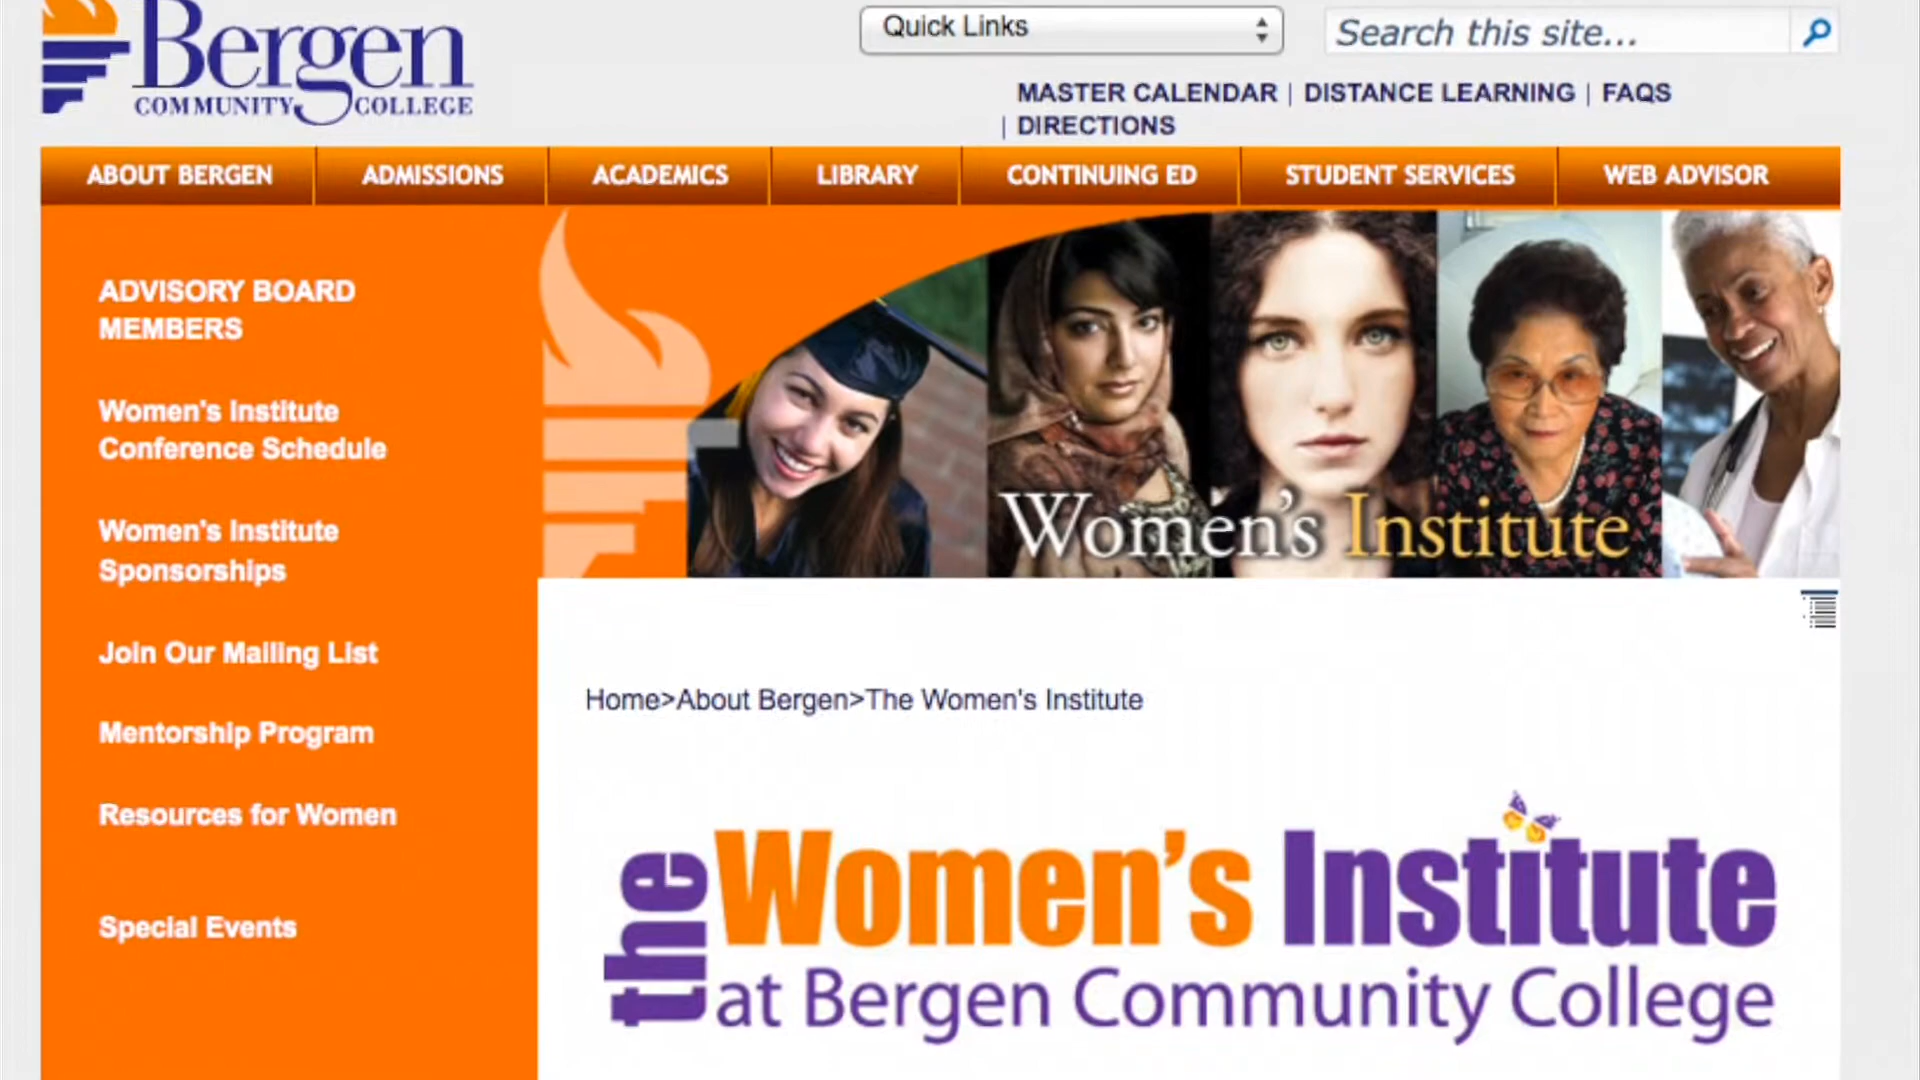 Bergen
COMMUNITY COLLEGE
Quick Links
Search this site...
MASTER CALENDAR | DISTANCE LEARNING | FAQS
| DIRECTIONS
ABOUT BERGEN
ADMISSIONS
ACADEMICS
LIBRARY
CONTINUING ED
STUDENT SERVICES
WEB ADVISOR
ADVISORY BOARD
MEMBERS
Women's Institute
Conference Schedule
Women's Institute
Sponsorships
Join Our Mailing List
Mentorship Program
Resources for Women
Special Events
Women's Institute
Home>About Bergen>The Women's Institute
the Women's Institute
at Bergen Community College